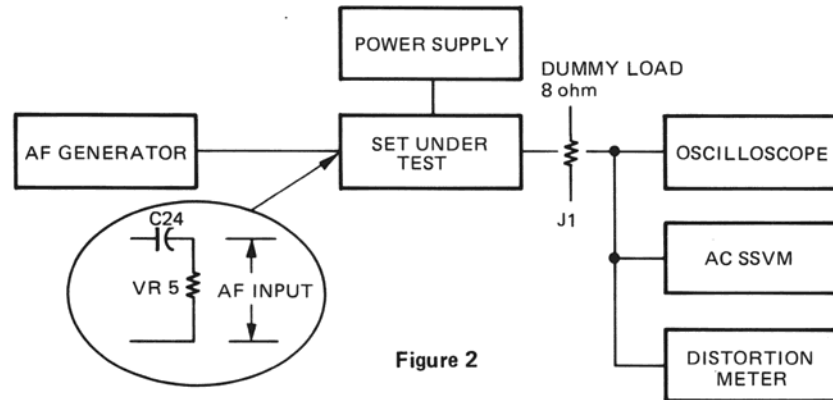 POWER SUPPLY
DUMMY LOAD
8 ohm
AF GENERATOR
SET UNDER
TEST
OSCILLOSCOPE
J1
C24
VR 5
AF INPUT
AC SSVM
Figure 2
DISTORTION
METER